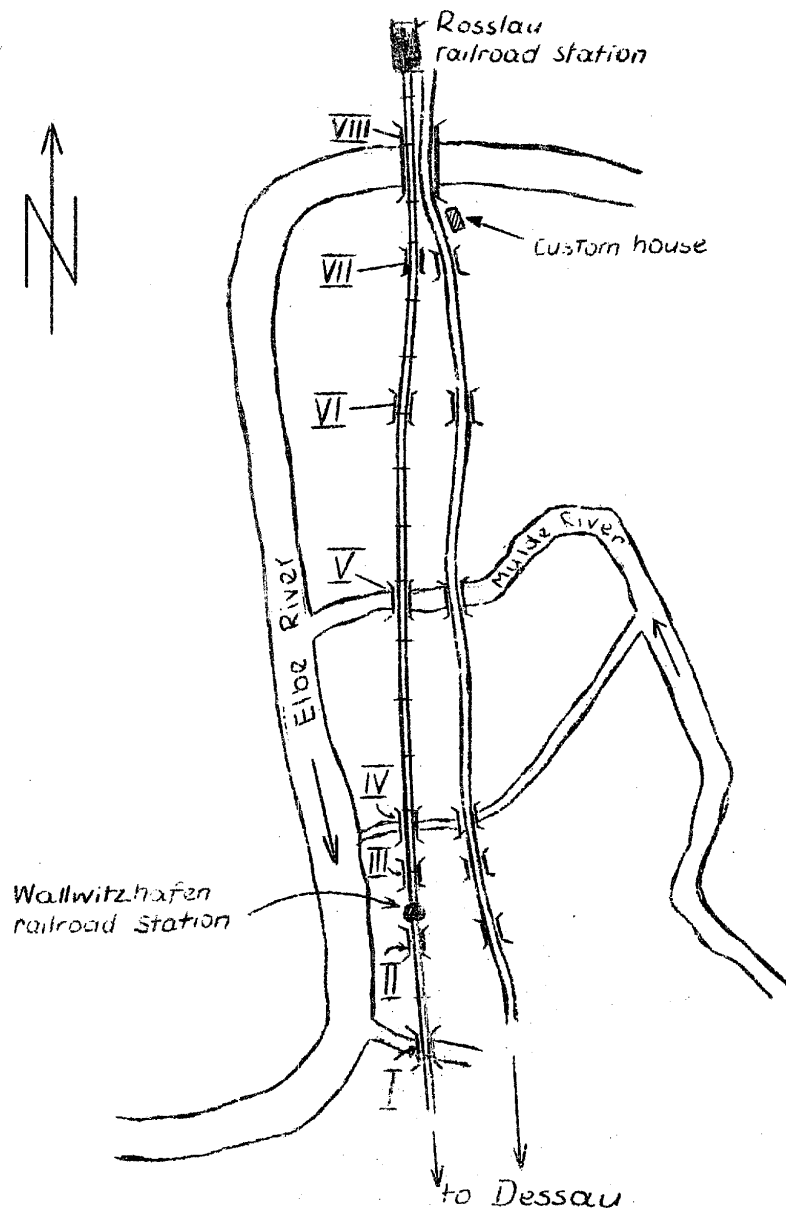 Rosslau
railroad station
VIII
N
Custom house
VII
VI
Mulde River
V
Elbe River
IV
III
Wallwitzhafen
railroad station
II
I
to Dessau